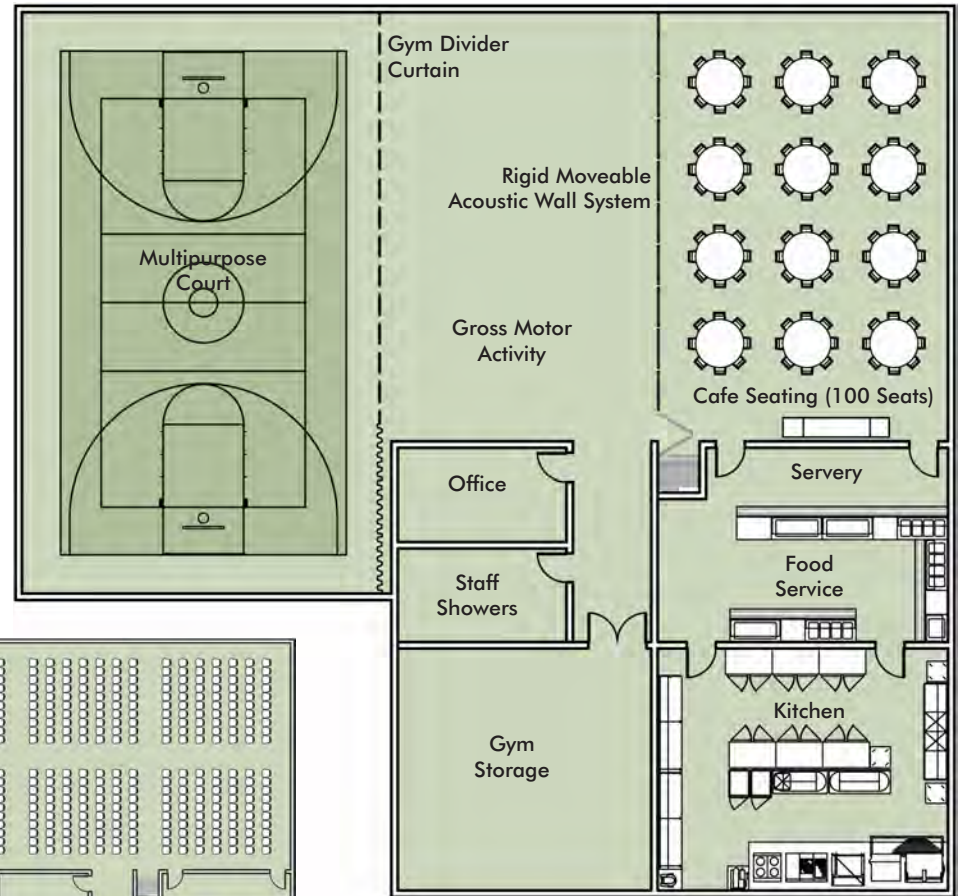 Gym Divider
Curtain
Rigid Moveable
Acoustic Wall System
Multipurpose
Court
Gross Motor
Activity
Cafe Seating (100 Seats)
Office
Servery
Staff
Showers
Food
Service
Gym
Storage
Kitchen